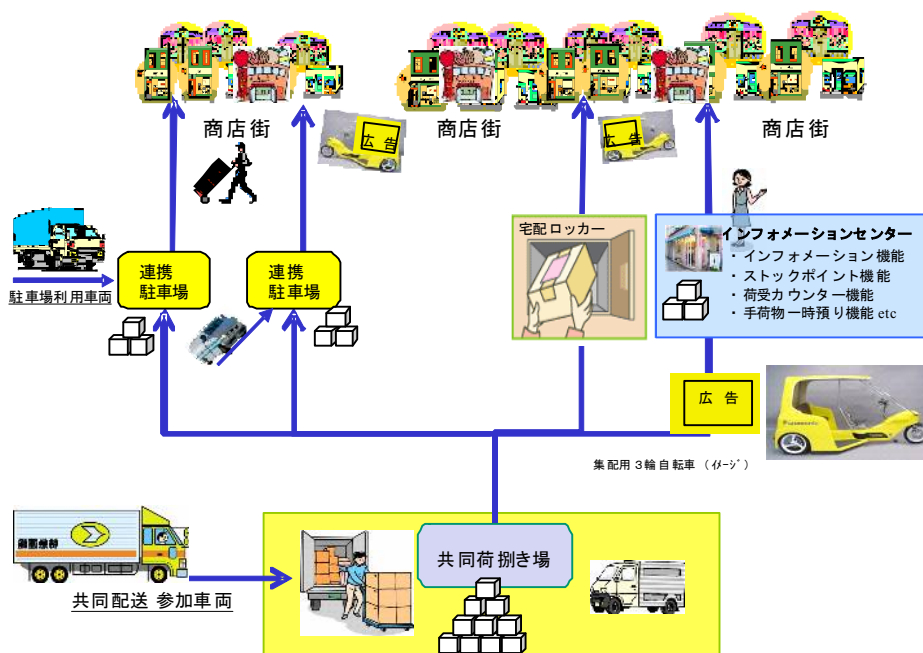 商店街
商店街
商店街
広告
広告
宅配ロッカー
インフォメーションセンター
・インフォメーション機能
・ストックポイント機能
・荷受カウンター機能
・手荷物一時預り機能 etc
連携
駐車場
連携
駐車場
駐車場利用車両
広告
集配用3輪自転車（イメージ）
共同荷捌き場
共同配送 参加車両